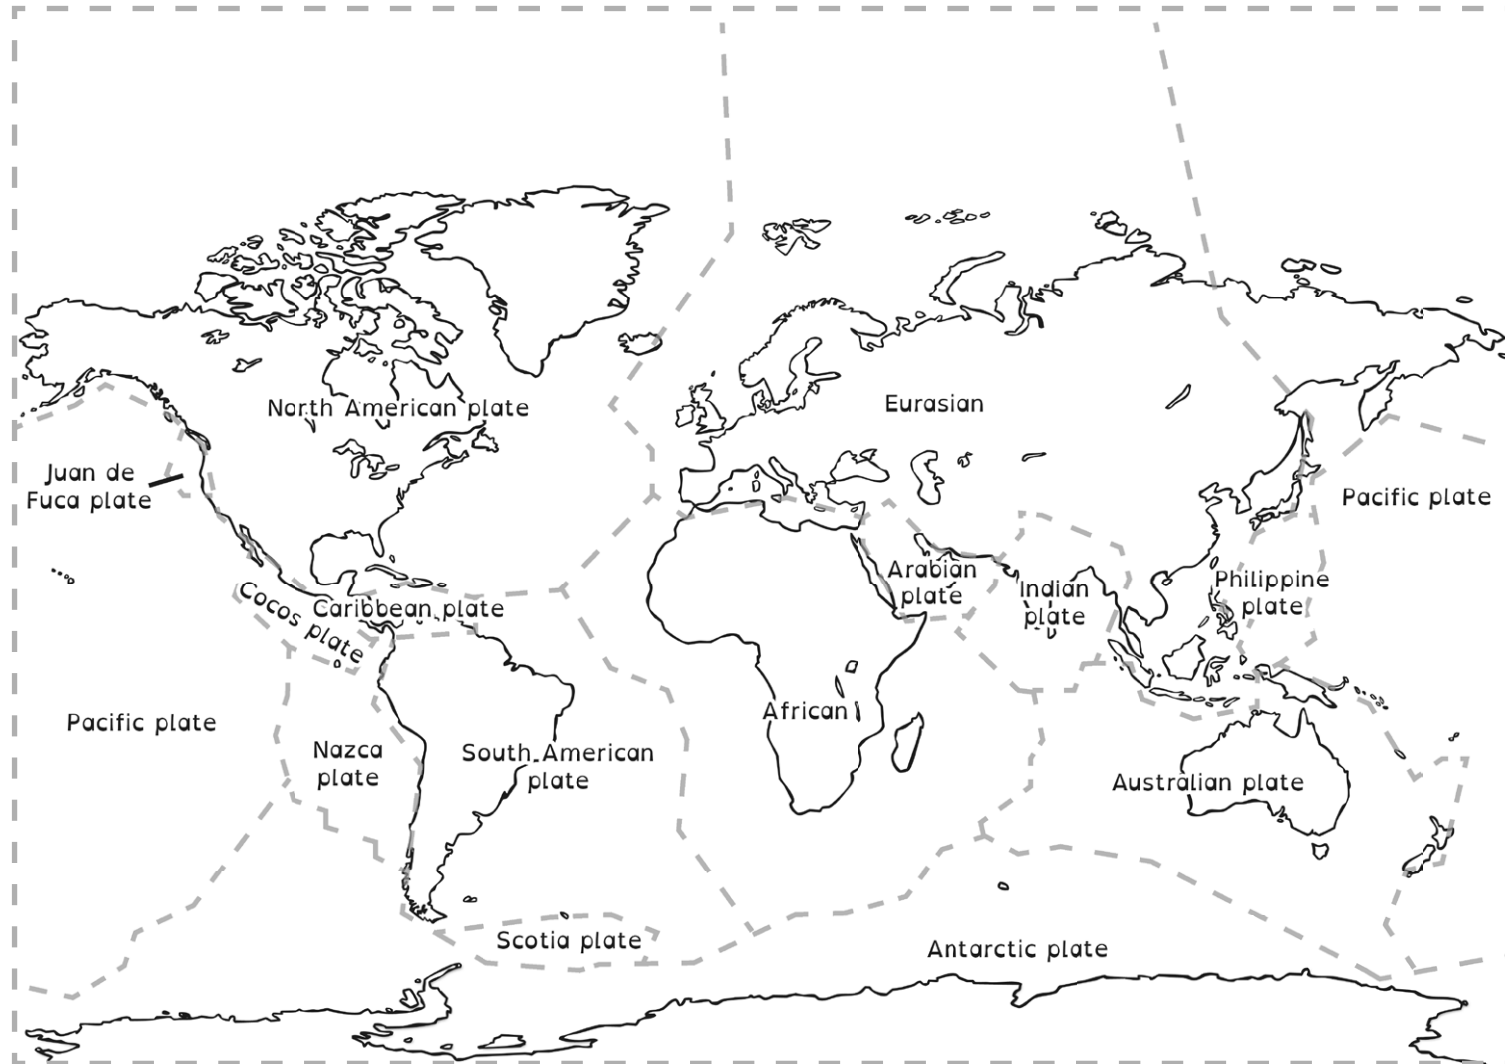 North American plate
Eurasian
Juan de
Fuca plate
Pacific plate
Arabian
plate
Indian
plate
Philippine
plate
Cocos plate
Caribbean plate
African
Pacific plate
Nazca
plate
South American
plate
Australian plate
Scotia plate
Antarctic plate